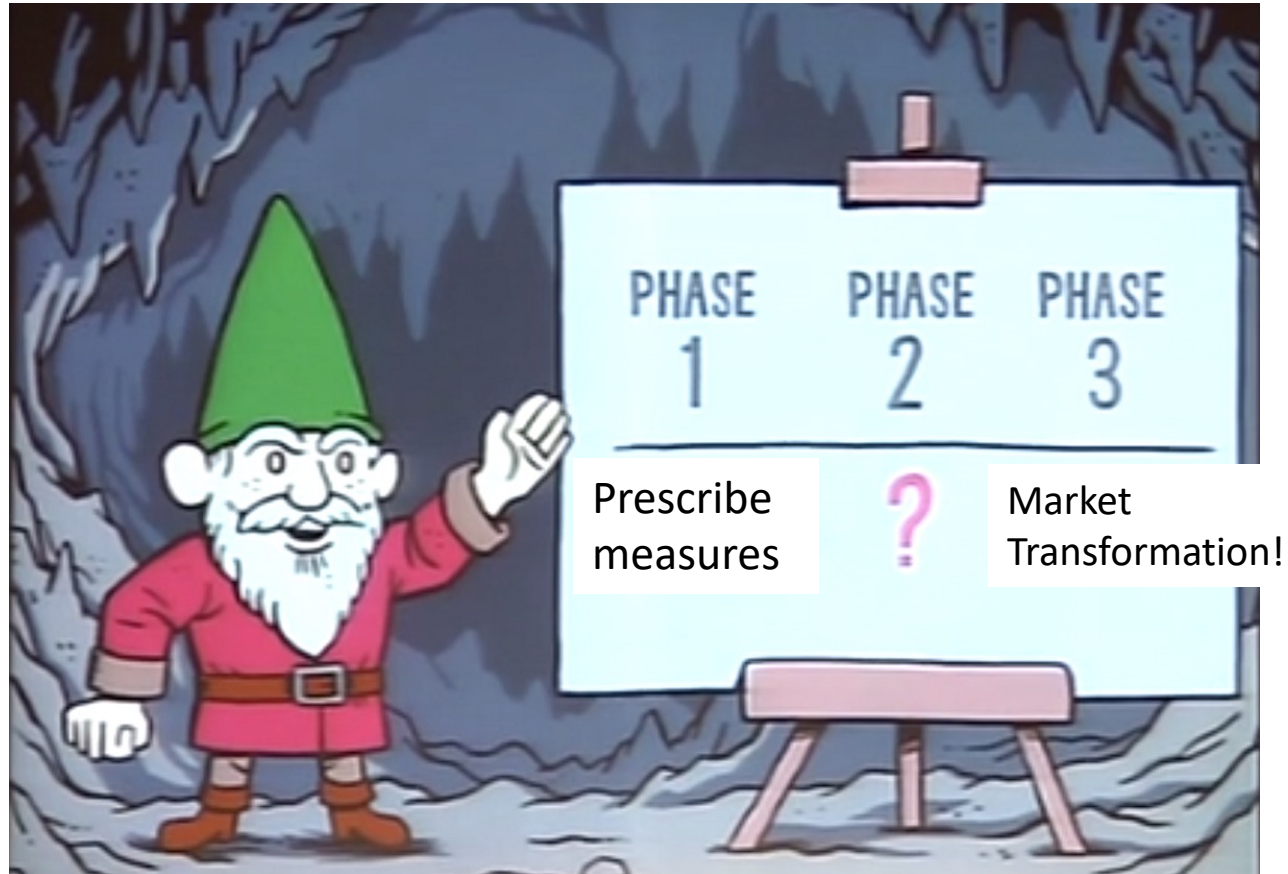 PHASE PHASE PHASE
1 2 3
Prescribe
measures
?
Market
Transformation!